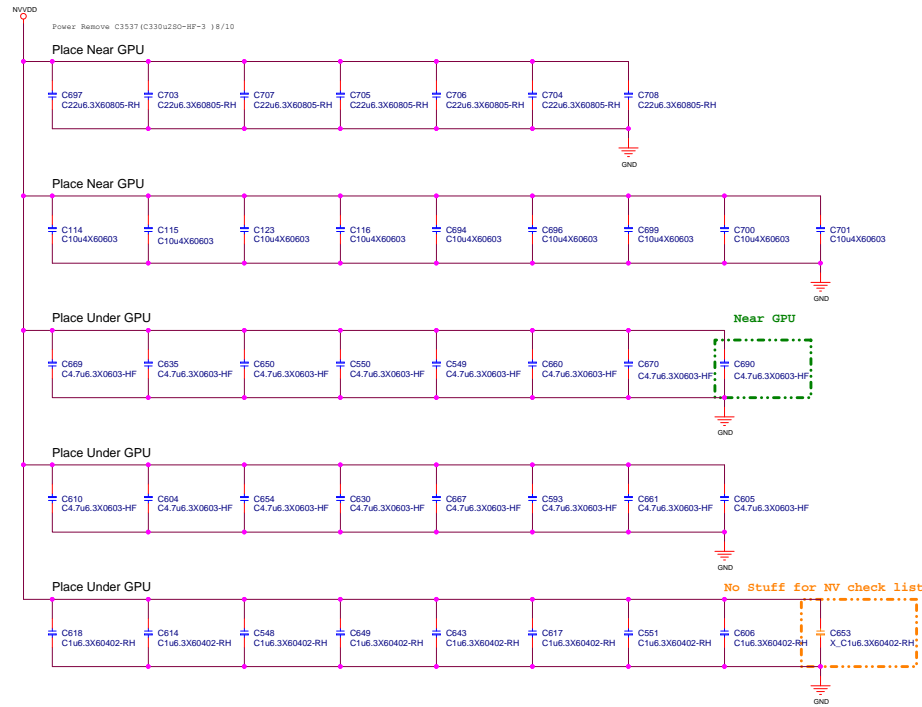 NVVDD
Power Remove C3537(C330u2SO-HF-3 )8/10
Place Near GPU
C697 C703 C707 C705 C706 C704 C708
C22u6.3X60805-RH C22u6.3X60805-RH C22u6.3X60805-RH C22u6.3X60805-RH C22u6.3X60805-RH C22u6.3X60805-RH C22u6.3X60805-RH
GND
Place Near GPU
C114 C115 C123 C116 C694 C696 C699 C700 C701
C10u4X60603 C10u4X60603 C10u4X60603 C10u4X60603 C10u4X60603 C10u4X60603 C10u4X60603 C10u4X60603 C10u4X60603
GND
Place Under GPU
Near GPU
C669 C635 C650 C550 C549 C660 C670 C690
C4.7u6.3X0603-HF C4.7u6.3X0603-HF C4.7u6.3X0603-HF C4.7u6.3X0603-HF C4.7u6.3X0603-HF C4.7u6.3X0603-HF C4.7u6.3X0603-HF C4.7u6.3X0603-HF
GND
Place Under GPU
C610 C604 C654 C630 C667 C593 C661 C605
C4.7u6.3X0603-HF C4.7u6.3X0603-HF C4.7u6.3X0603-HF C4.7u6.3X0603-HF C4.7u6.3X0603-HF C4.7u6.3X0603-HF C4.7u6.3X0603-HF C4.7u6.3X0603-HF
GND
Place Under GPU
No Stuff for NV check list
C618 C614 C548 C649 C643 C617 C551 C606 C653
C1u6.3X60402-RH C1u6.3X60402-RH C1u6.3X60402-RH C1u6.3X60402-RH C1u6.3X60402-RH C1u6.3X60402-RH C1u6.3X60402-RH C1u6.3X60402-RH X_C1u6.3X60402-RH
GND